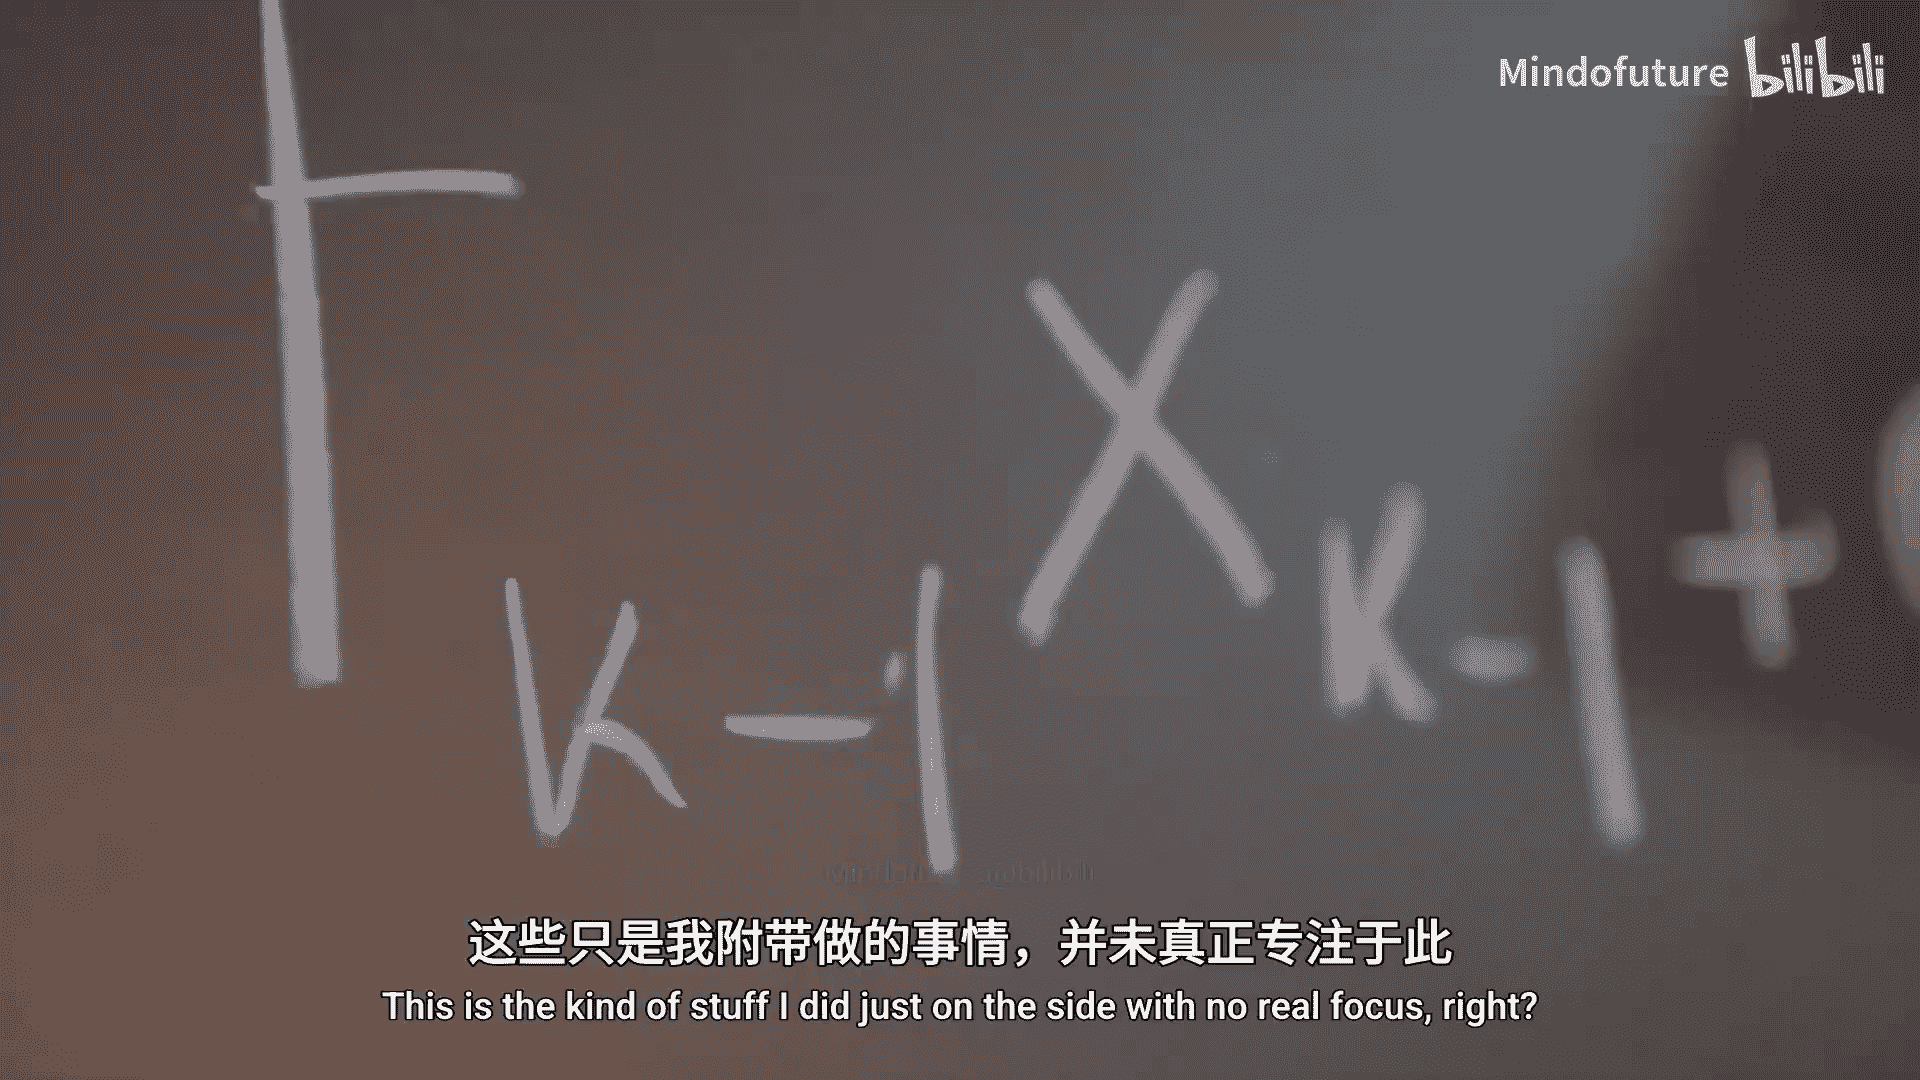 Mindofuture bilibili
F K-1 X K-1 +
这些只是我附带做的事情，并未真正专注于此
This is the kind of stuff I did just on the side with no real focus, right?